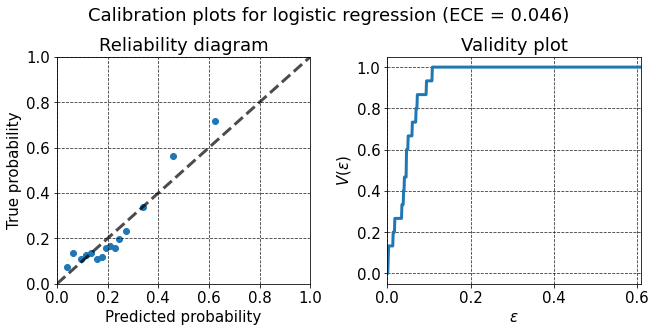 Calibration plots for logistic regression (ECE = 0.046)
Reliability diagram
True probability
1.0
0.8
0.6
0.4
0.2
0.0
0.0 0.2 0.4 0.6 0.8 1.0
Predicted probability
Validity plot
V(ε)
1.0
0.8
0.6
0.4
0.2
0.0
0.0 0.2 0.4 0.6
ε